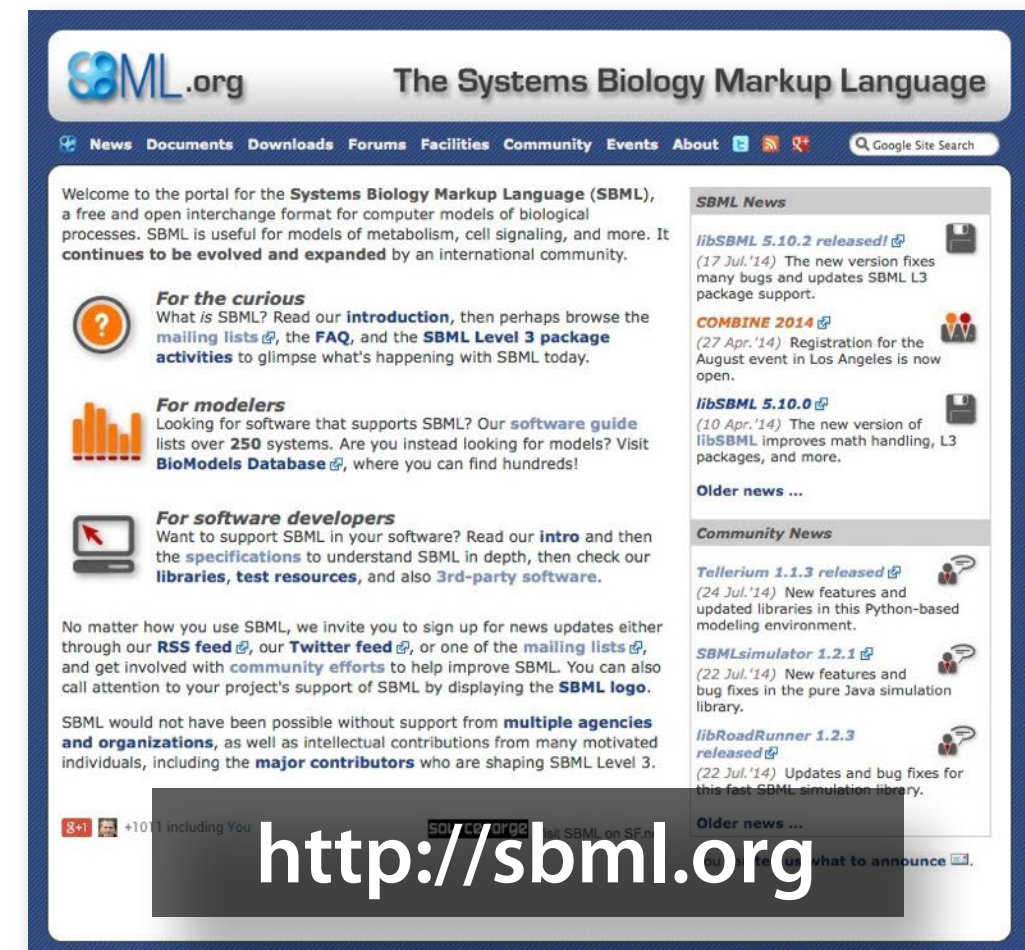 SBML.org
The Systems Biology Markup Language
News Documents Downloads Forums Facilities Community Events About
Google Site Search
Welcome to the portal for the Systems Biology Markup Language (SBML),
a free and open interchange format for computer models of biological
processes. SBML is useful for models of metabolism, cell signaling, and more. It
continues to be evolved and expanded by an international community.
For the curious
What is SBML? Read our introduction, then perhaps browse the
mailing lists, the FAQ, and the SBML Level 3 package
activities to glimpse what's happening with SBML today.
For modelers
Looking for software that supports SBML? Our software guide
lists over 250 systems. Are you instead looking for models? Visit
BioModels Database, where you can find hundreds!
For software developers
Want to support SBML in your software? Read our intro and then
the specifications to understand SBML in depth, then check our
libraries, test resources, and also 3rd-party software.
No matter how you use SBML, we invite you to sign up for news updates either
through our RSS feed, our Twitter feed, or one of the mailing lists,
and get involved with community efforts to help improve SBML. You can also
call attention to your project's support of SBML by displaying the SBML logo.
SBML would not have been possible without support from multiple agencies
and organizations, as well as intellectual contributions from many motivated
individuals, including the major contributors who are shaping SBML Level 3.
g+1 +1011 including You
sourceforge Visit SBML on SF.net
SBML News
libSBML 5.10.2 released!
(17 Jul.'14) The new version fixes
many bugs and updates SBML L3
package support.
COMBINE 2014
(27 Apr.'14) Registration for the
August event in Los Angeles is now
open.
libSBML 5.10.0
(10 Apr.'14) The new version of
libSBML improves math handling, L3
packages, and more.
Older news ...
Community News
Tellerium 1.1.3 released
(24 Jul.'14) New features and
updated libraries in this Python-based
modeling environment.
SBMLsimulator 1.2.1
(22 Jul.'14) New features and
bug fixes in the pure Java simulation
library.
libRoadRunner 1.2.3
released
(22 Jul.'14) Updates and bug fixes for
this fast SBML simulation library.
Older news ...
what to announce.
http://sbml.org